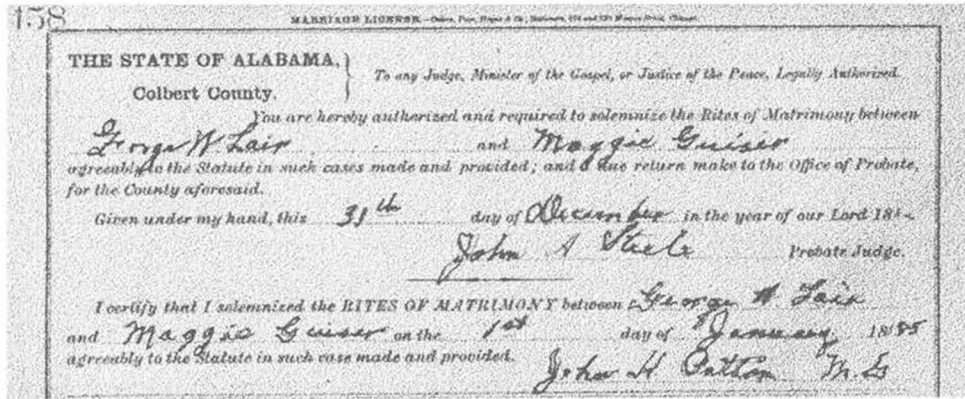 158
MARRIAGE LICENSE
THE STATE OF ALABAMA,
Colbert County.
To any Judge, Minister of the Gospel, or Justice of the Peace, Legally Authorized.
You are hereby authorized and required to solemnize the Rites of Matrimony between
George W Lair and Maggie Guiser
agreeably to the Statute in such cases made and provided; and a due return make to the Office of Probate,
for the County aforesaid.
Given under my hand, this 31th day of December in the year of our Lord 188
John A Steele Probate Judge.
I certify that I solemnized the RITES OF MATRIMONY between George W Lair
and Maggie Guiser on the 1st day of January 1885
agreeably to the Statute in such case made and provided.
John H Patton M. G